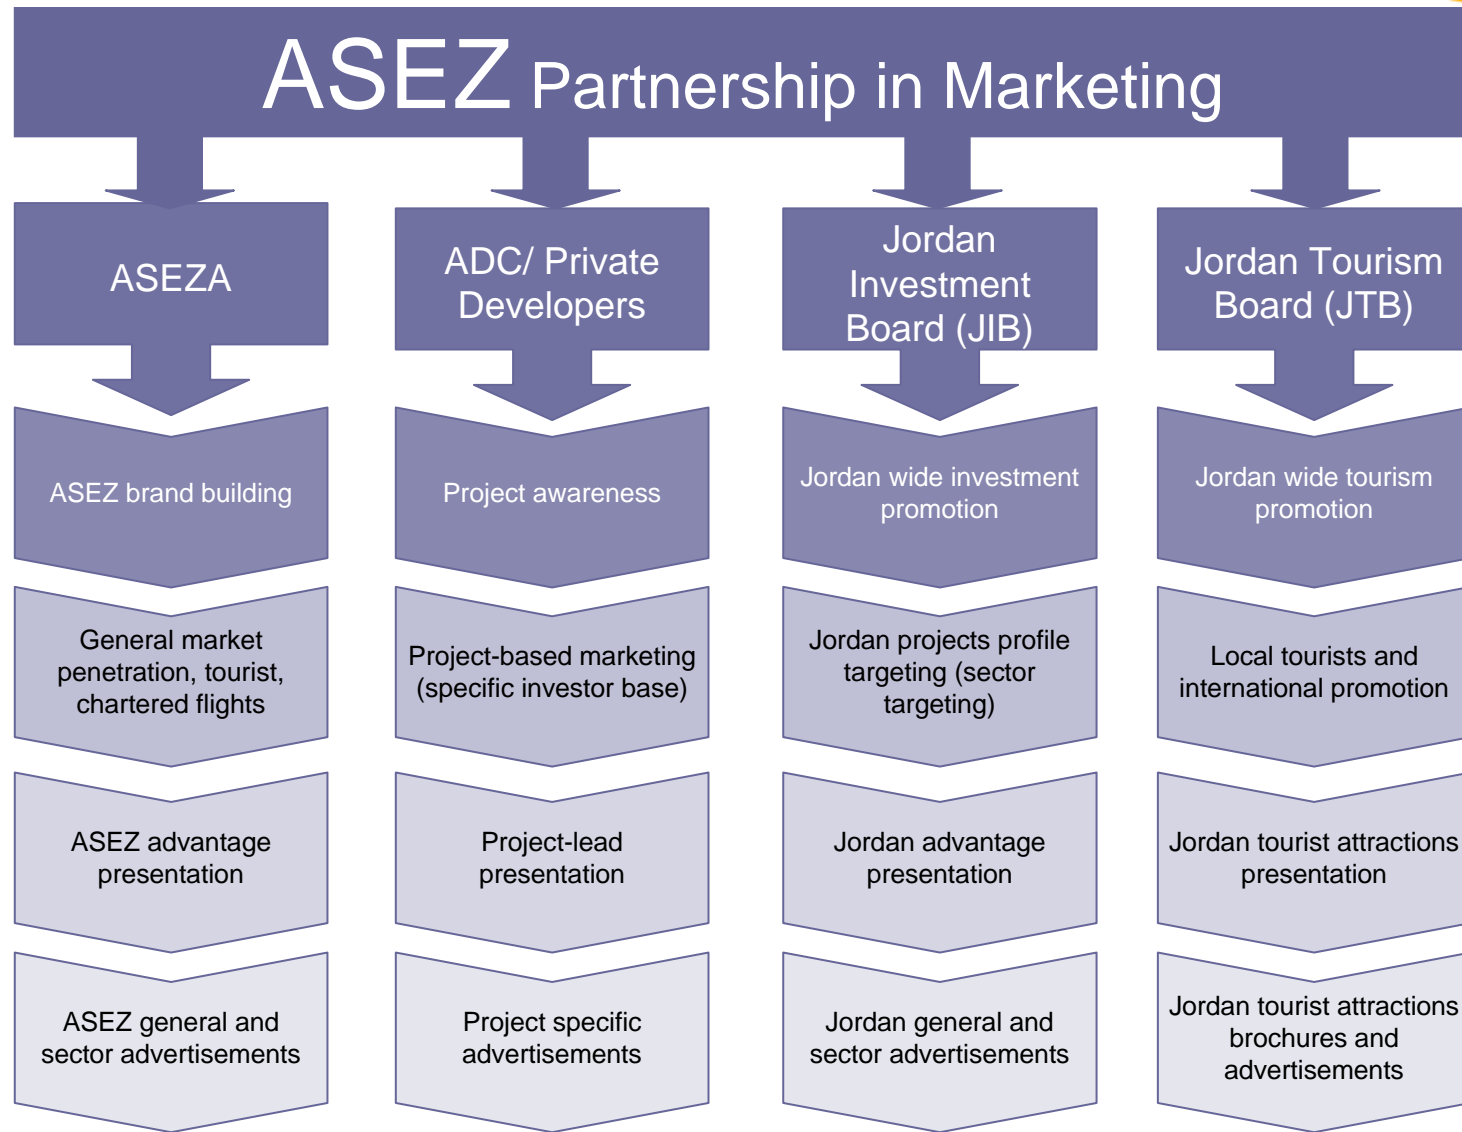 ASEZ Partnership in Marketing
ASEZA
ADC/ Private
Developers
Jordan
Investment
Board (JIB)
Jordan Tourism
Board (JTB)
ASEZ brand building
Project awareness
Jordan wide investment
promotion
Jordan wide tourism
promotion
General market
penetration, tourist,
chartered flights
Project-based marketing
(specific investor base)
Jordan projects profile
targeting (sector
targeting)
Local tourists and
international promotion
ASEZ advantage
presentation
Project-lead
presentation
Jordan advantage
presentation
Jordan tourist attractions
presentation
ASEZ general and
sector advertisements
Project specific
advertisements
Jordan general and
sector advertisements
Jordan tourist attractions
brochures and
advertisements